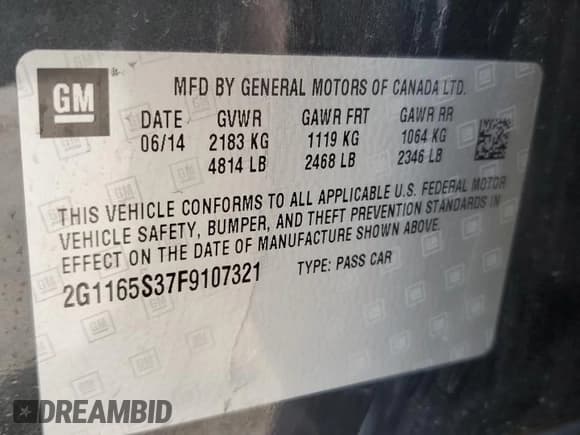 GM
MFD BY GENERAL MOTORS OF CANADA LTD.
DATE GVWR GAWR FRT GAWR RR
06/14 2183 KG 1119 KG 1064 KG
4814 LB 2468 LB 2346 LB
THIS VEHICLE CONFORMS TO ALL APPLICABLE U.S. FEDERAL MOTOR
VEHICLE SAFETY, BUMPER, AND THEFT PREVENTION STANDARDS IN
EFFECT ON THE DATE OF MANUFACTURE SHOWN ABOVE.
2G1165S37F9107321 TYPE: PASS CAR
DREAMBID